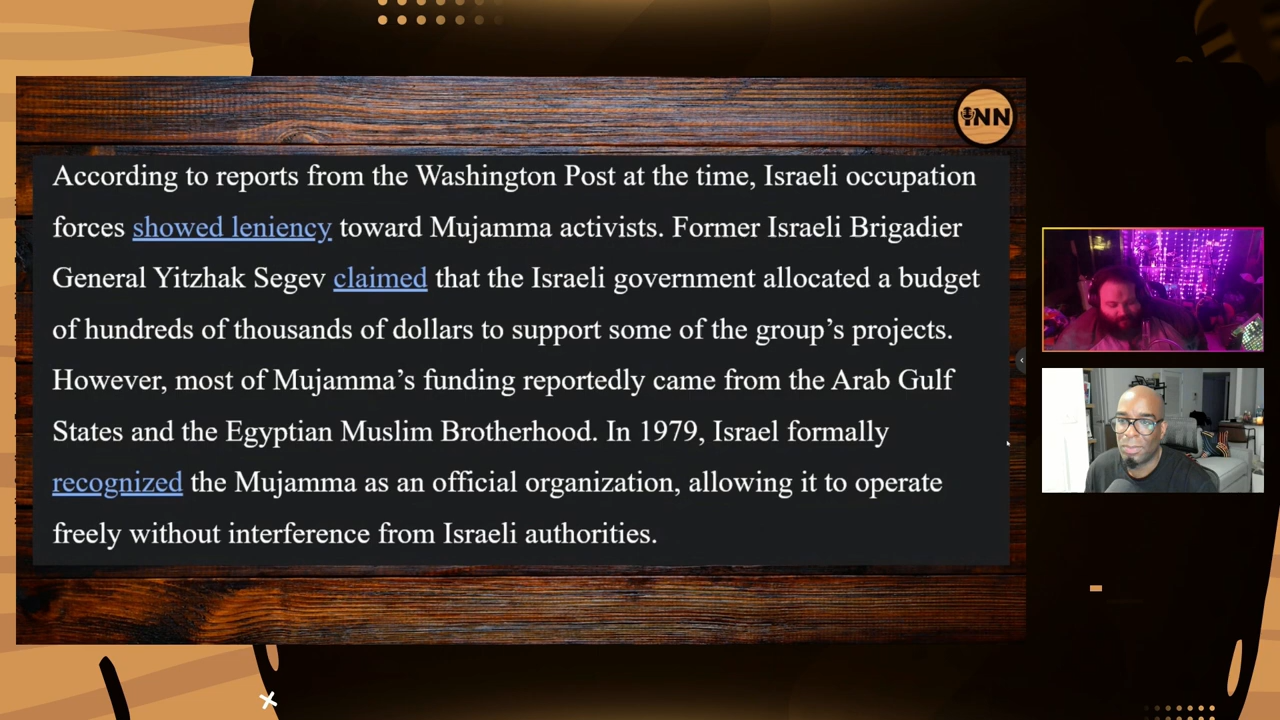 iNN
According to reports from the Washington Post at the time, Israeli occupation
forces showed leniency toward Mujamma activists. Former Israeli Brigadier
General Yitzhak Segev claimed that the Israeli government allocated a budget
of hundreds of thousands of dollars to support some of the group’s projects.
However, most of Mujamma’s funding reportedly came from the Arab Gulf
States and the Egyptian Muslim Brotherhood. In 1979, Israel formally
recognized the Mujamma as an official organization, allowing it to operate
freely without interference from Israeli authorities.